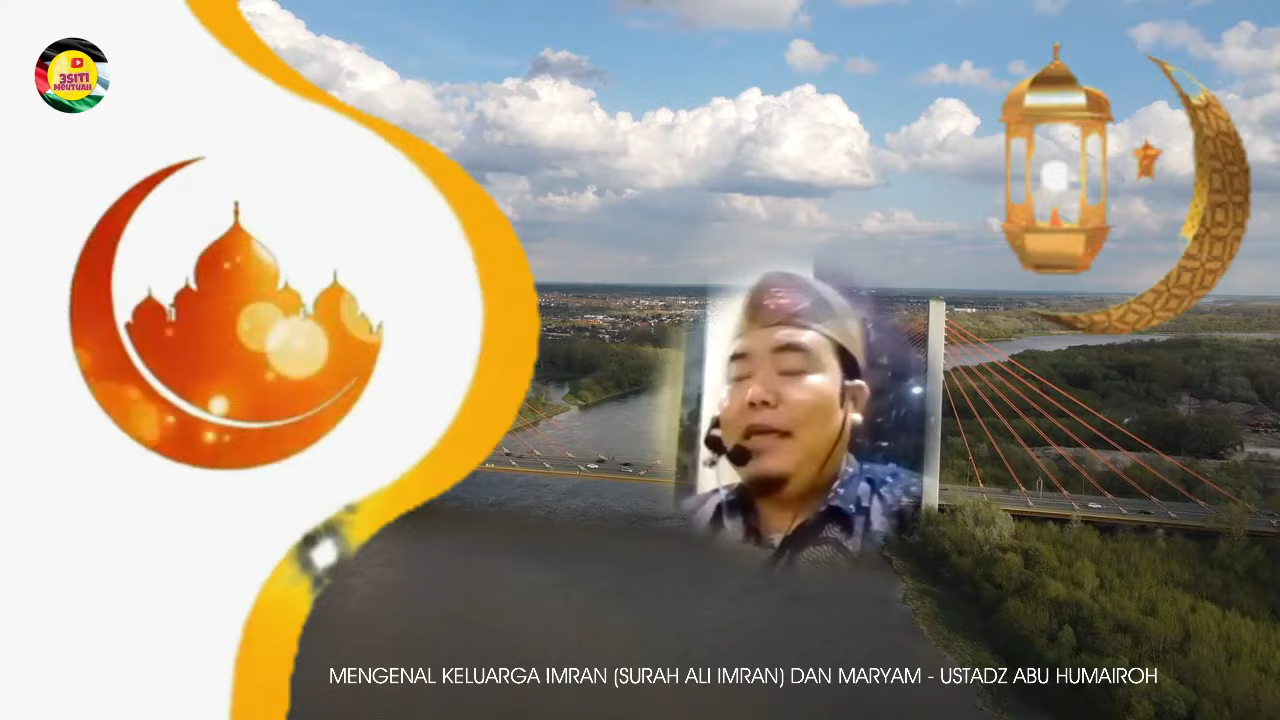 3SITI
MEUTUAH
MENGENAL KELUARGA IMRAN (SURAH ALI IMRAN) DAN MARYAM - USTADZ ABU HUMAIROH